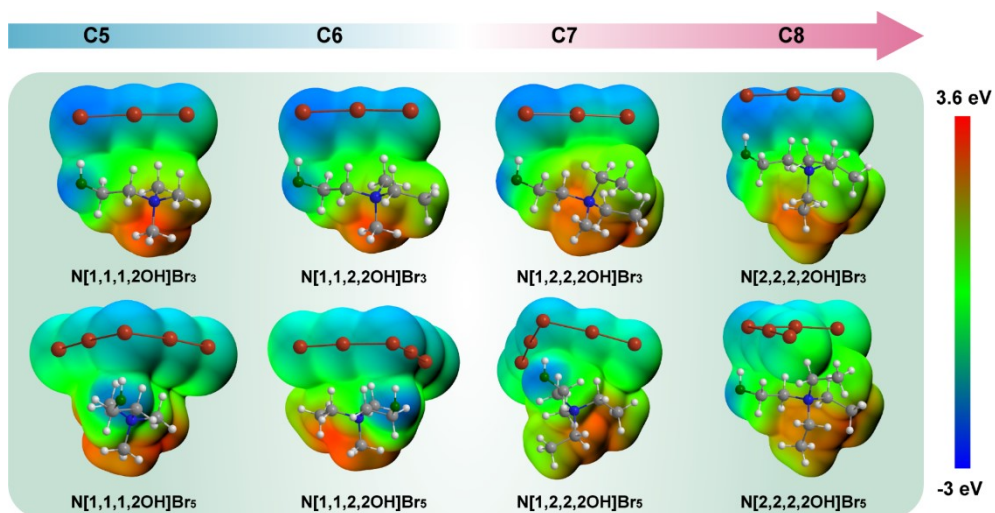 C5 C6 C7 C8
3.6 eV
N[1,1,1,2OH]Br₃ N[1,1,2,2OH]Br₃ N[1,2,2,2OH]Br₃ N[2,2,2,2OH]Br₃
N[1,1,1,2OH]Br₅ N[1,1,2,2OH]Br₅ N[1,2,2,2OH]Br₅ N[2,2,2,2OH]Br₅
-3 eV